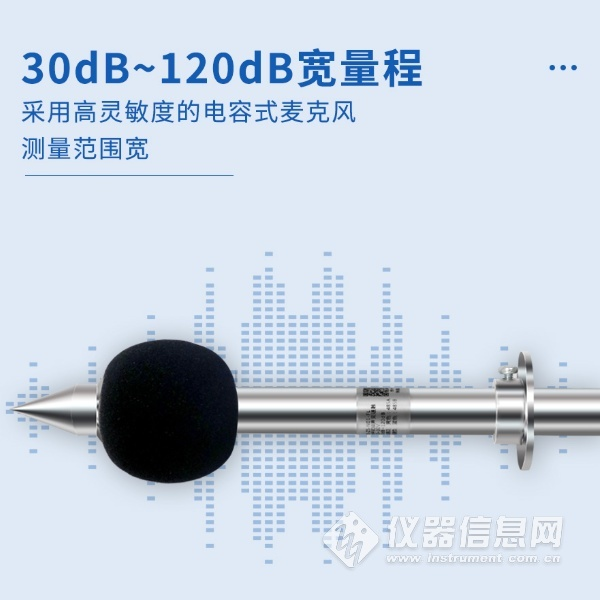 30dB~120dB宽量程
采用高灵敏度的电容式麦克风
测量范围宽
仪器信息网
www.instrument.com.cn